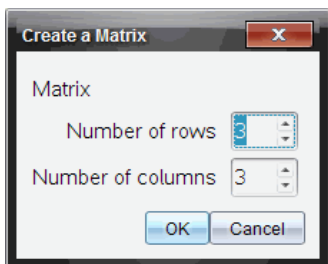 Create a Matrix
Matrix
Number of rows 3
Number of columns 3
OK Cancel